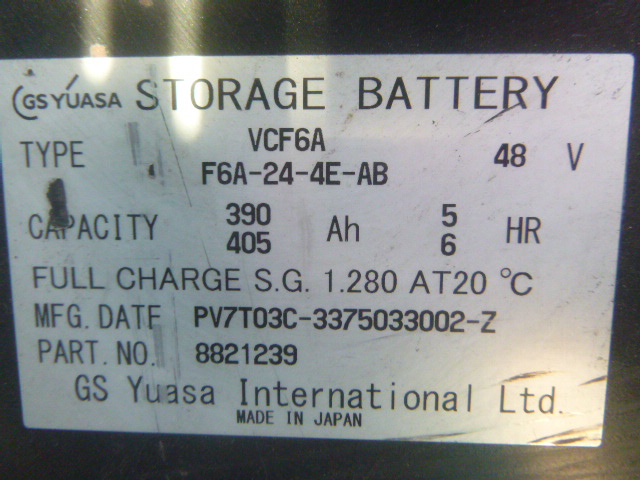 GS YUASA STORAGE BATTERY
TYPE VCF6A 48 V
F6A-24-4E-AB
CAPACITY 390 Ah 5 HR
405 6
FULL CHARGE S.G. 1.280 AT20 ℃
MFG. DATE PV7T03C-3375033002-Z
PART. NO. 8821239
GS Yuasa International Ltd.
MADE IN JAPAN